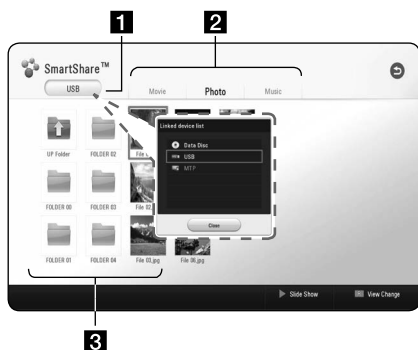 1
2
SmartShare™
USB
Movie
Photo
Music
Linked device list
Data Disc
USB
MTP
Close
UP Folder
FOLDER 02
FOLDER 00
FOLDER 03
File 02.
FOLDER 01
FOLDER 04
File 03.jpg
File 06.jpg
Slide Show
View Change
3